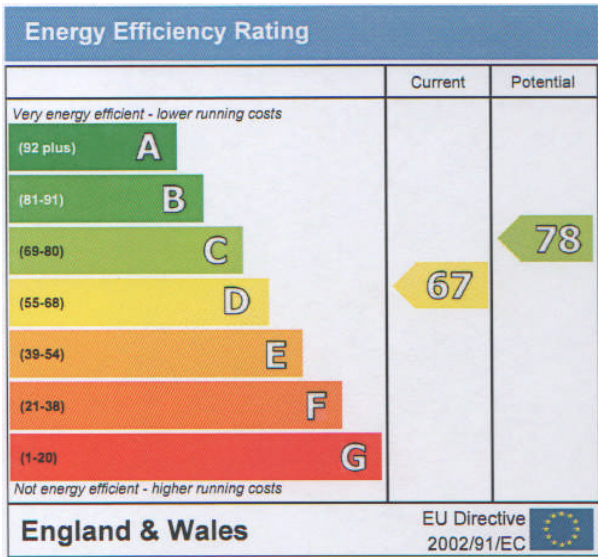 Energy Efficiency Rating
Current Potential
Very energy efficient - lower running costs
(92 plus) A
(81-91) B
(69-80) C
78
(55-68) D
67
(39-54) E
(21-38) F
(1-20) G
Not energy efficient - higher running costs
England & Wales
EU Directive
2002/91/EC